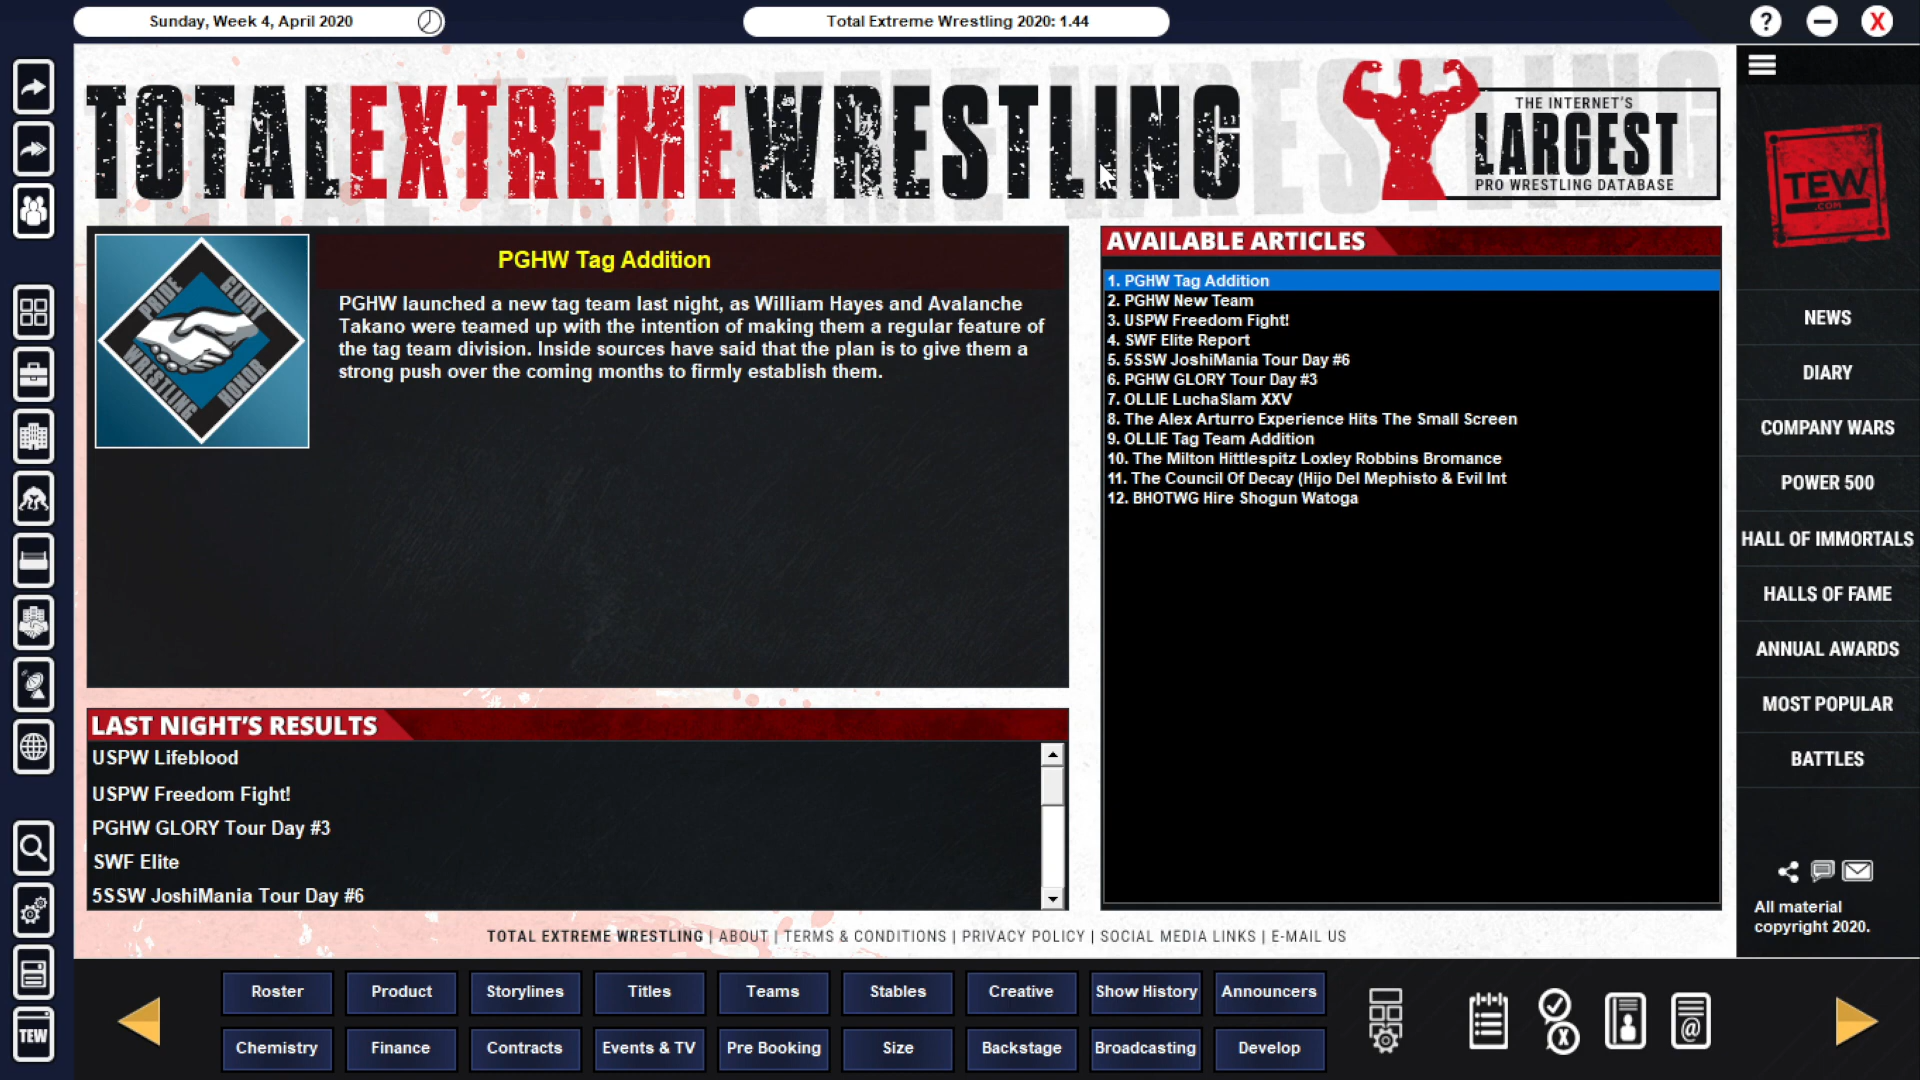 Sunday, Week 4, April 2020
Total Extreme Wrestling 2020: 1.44
?
X
TOTALEXTREMEWRESTLING
THE INTERNET'S
LARGEST
PRO WRESTLING DATABASE
TEW
.COM
PRIDE
GLORY
WRESTLING
HONOR
PGHW Tag Addition
PGHW launched a new tag team last night, as William Hayes and Avalanche
Takano were teamed up with the intention of making them a regular feature of
the tag team division. Inside sources have said that the plan is to give them a
strong push over the coming months to firmly establish them.
AVAILABLE ARTICLES
1. PGHW Tag Addition
2. PGHW New Team
3. USPW Freedom Fight!
4. SWF Elite Report
5. 5SSW JoshiMania Tour Day #6
6. PGHW GLORY Tour Day #3
7. OLLIE LuchaSlam XXV
8. The Alex Arturro Experience Hits The Small Screen
9. OLLIE Tag Team Addition
10. The Milton Hittlespitz Loxley Robbins Bromance
11. The Council Of Decay (Hijo Del Mephisto & Evil Int
12. BHOTWG Hire Shogun Watoga
NEWS
DIARY
COMPANY WARS
POWER 500
HALL OF IMMORTALS
HALLS OF FAME
ANNUAL AWARDS
MOST POPULAR
BATTLES
LAST NIGHT'S RESULTS
USPW Lifeblood
USPW Freedom Fight!
PGHW GLORY Tour Day #3
SWF Elite
5SSW JoshiMania Tour Day #6
All material
copyright 2020.
TOTAL EXTREME WRESTLING | ABOUT | TERMS & CONDITIONS | PRIVACY POLICY | SOCIAL MEDIA LINKS | E-MAIL US
Roster Product Storylines Titles Teams Stables Creative Show History Announcers
Chemistry Finance Contracts Events & TV Pre Booking Size Backstage Broadcasting Develop
TEW